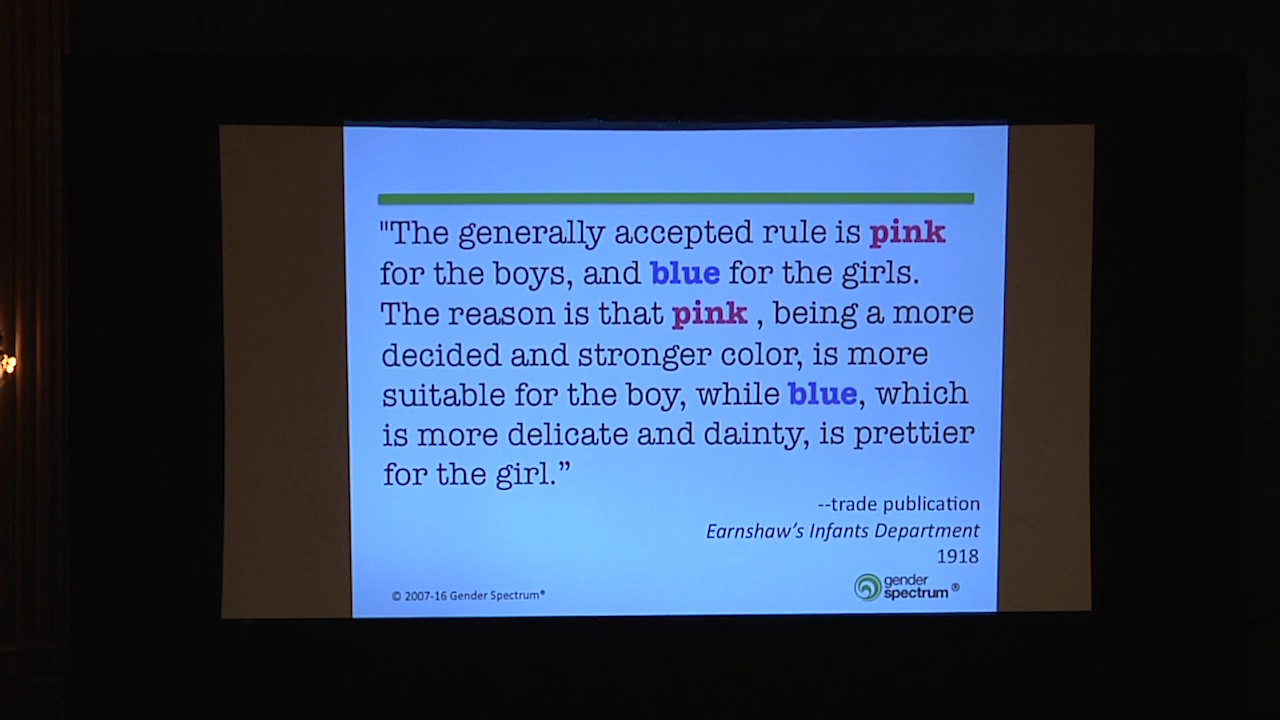 "The generally accepted rule is pink
for the boys, and blue for the girls.
The reason is that pink , being a more
decided and stronger color, is more
suitable for the boy, while blue, which
is more delicate and dainty, is prettier
for the girl.”
--trade publication
Earnshaw’s Infants Department
1918
© 2007-16 Gender Spectrum®
gender
spectrum ®